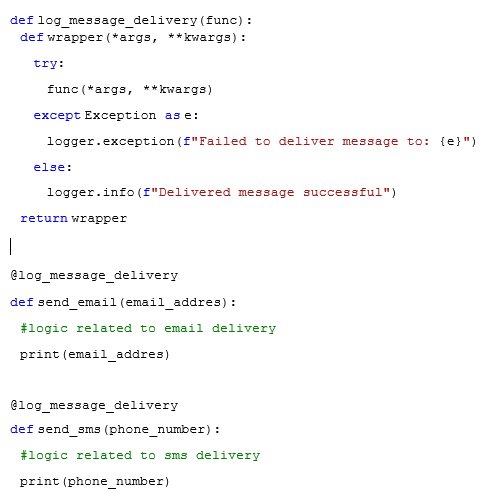 def log_message_delivery(func):
def wrapper(*args, **kwargs):
try:
func(*args, **kwargs)
except Exception as e:
logger.exception(f"Failed to deliver message to: {e}")
else:
logger.info(f"Delivered message successful")
return wrapper
@log_message_delivery
def send_email(email_addres):
#logic related to email delivery
print(email_addres)
@log_message_delivery
def send_sms(phone_number):
#logic related to sms delivery
print(phone_number)